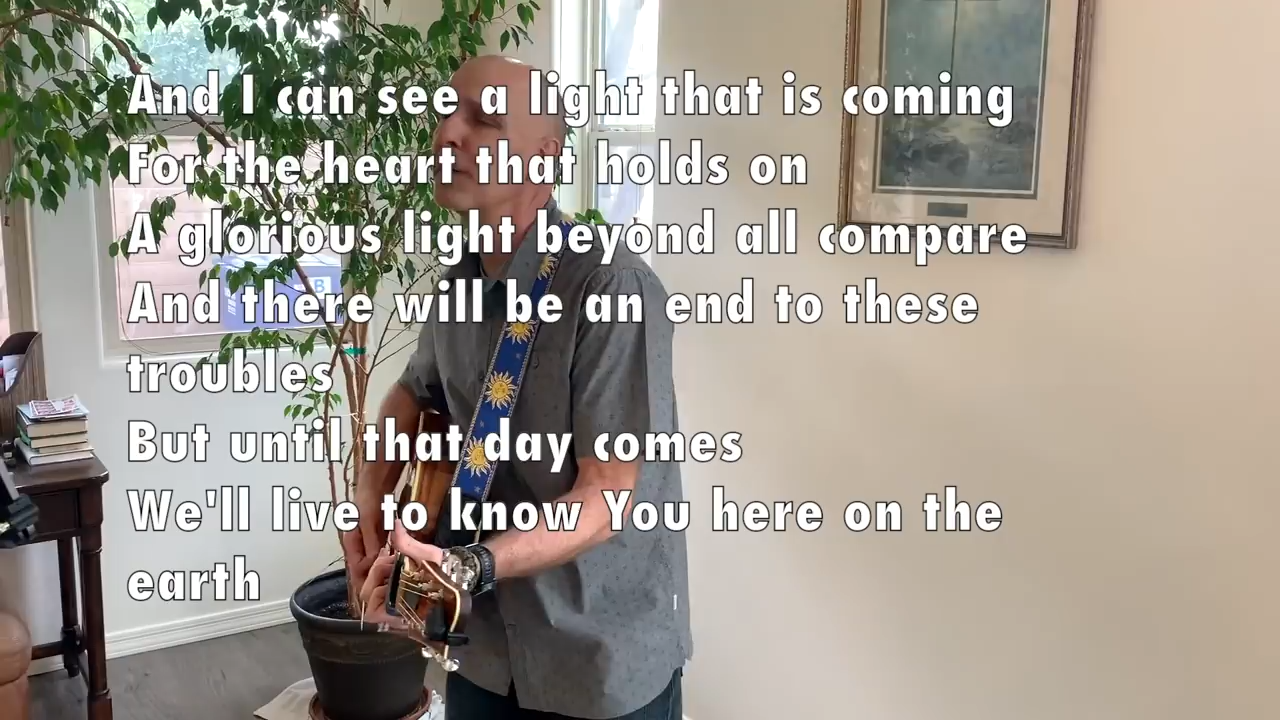 And I can see a light that is coming
For the heart that holds on
A glorious light beyond all compare
And there will be an end to these
troubles
But until that day comes
We'll live to know You here on the
earth